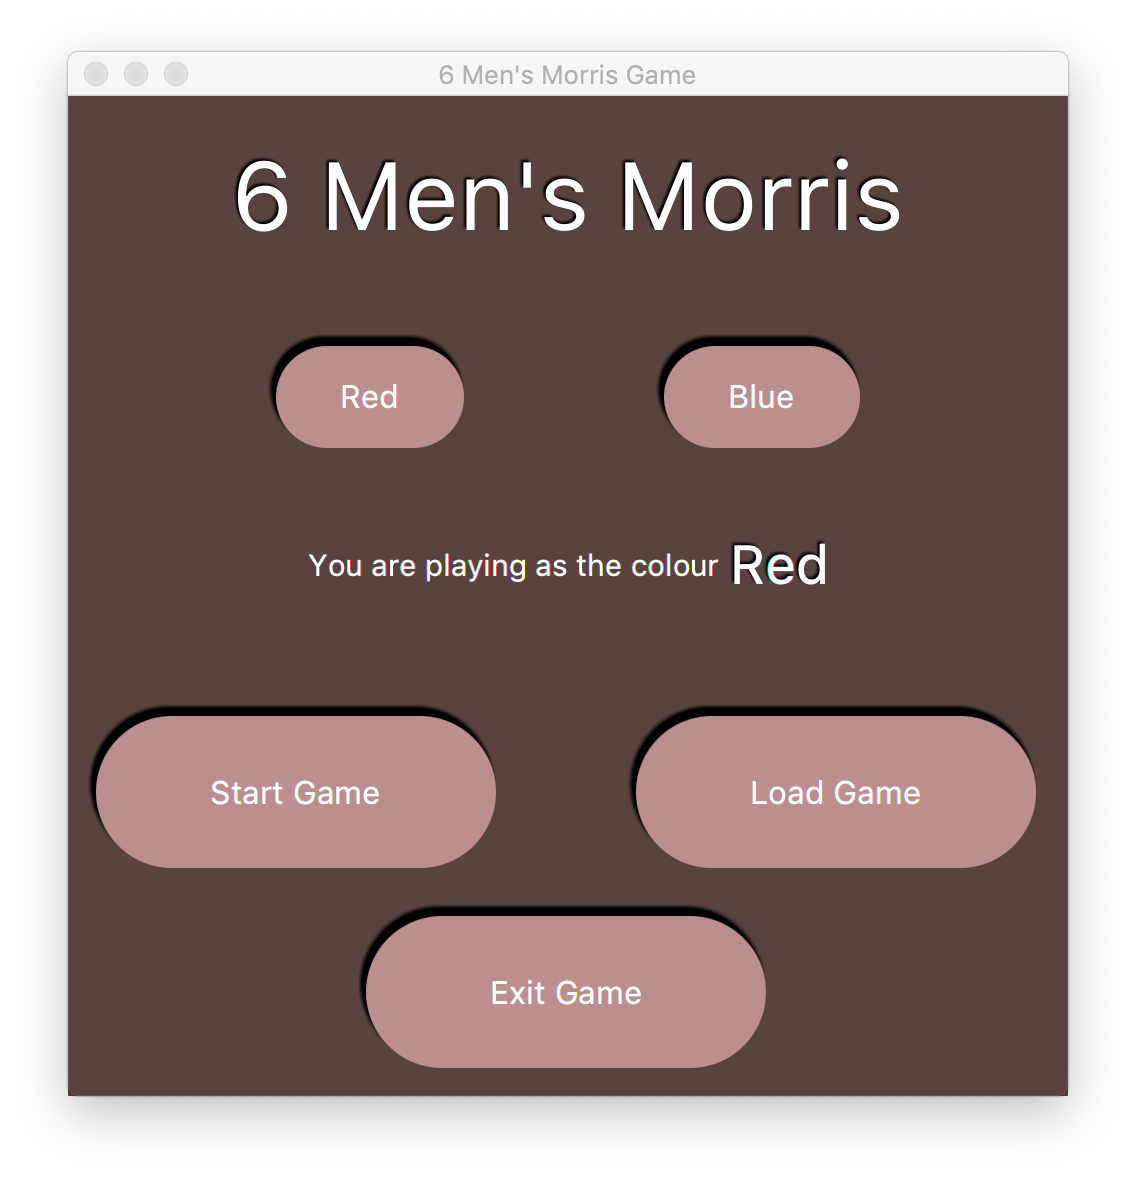 6 Men's Morris Game
6 Men's Morris
Red Blue
You are playing as the colour Red
Start Game Load Game
Exit Game